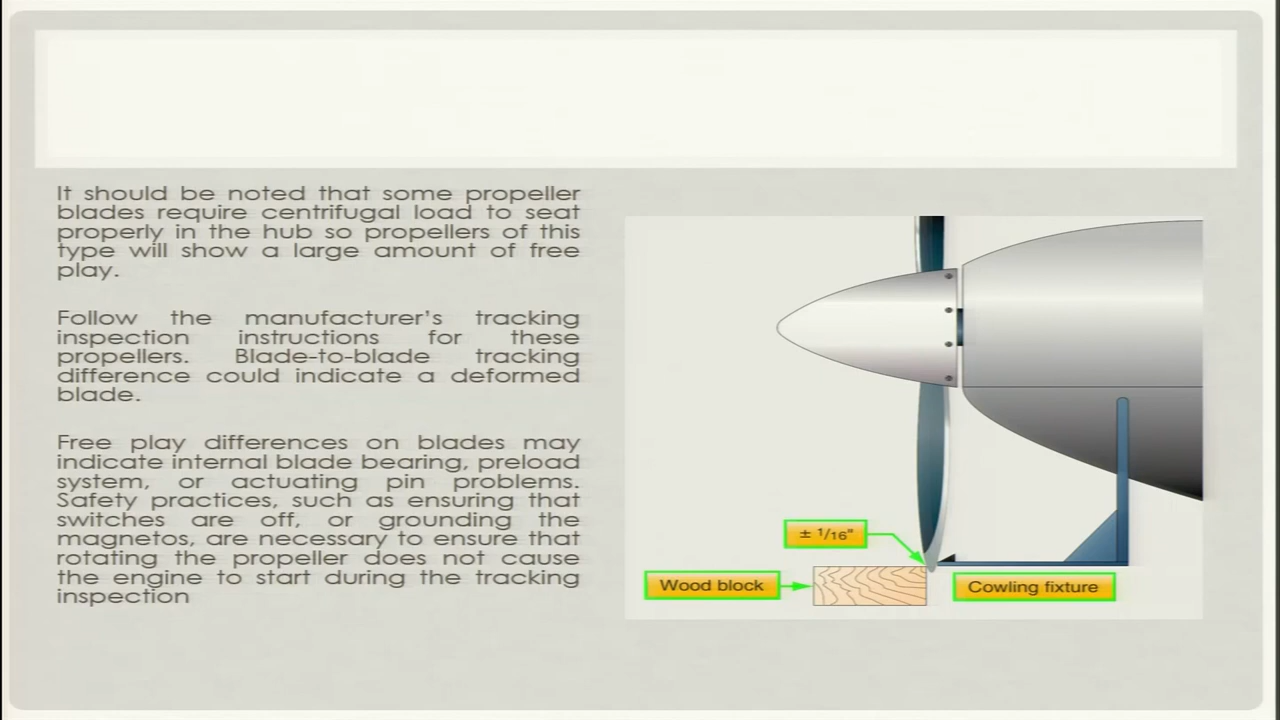 It should be noted that some propeller
blades require centrifugal load to seat
properly in the hub so propellers of this
type will show a large amount of free
play.
Follow the manufacturer's tracking
inspection instructions for these
propellers. Blade-to-blade tracking
difference could indicate a deformed
blade.
Free play differences on blades may
indicate internal blade bearing, preload
system, or actuating pin problems.
Safety practices, such as ensuring that
switches are off, or grounding the
magnetos, are necessary to ensure that
rotating the propeller does not cause
the engine to start during the tracking
inspection
± 1/16"
Wood block
Cowling fixture